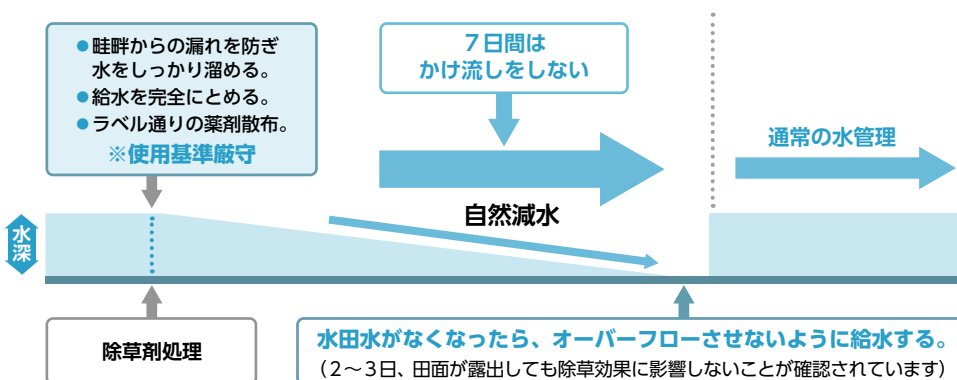 ●畦畔からの漏れを防ぎ
水をしっかり溜める。
●給水を完全にとめる。
●ラベル通りの薬剤散布。
※使用基準厳守
7日間は
かけ流しをしない
通常の水管理
自然減水
水深
除草剤処理
水田水がなくなったら、オーバーフローさせないように給水する。
（2〜3日、田面が露出しても除草効果に影響しないことが確認されています）